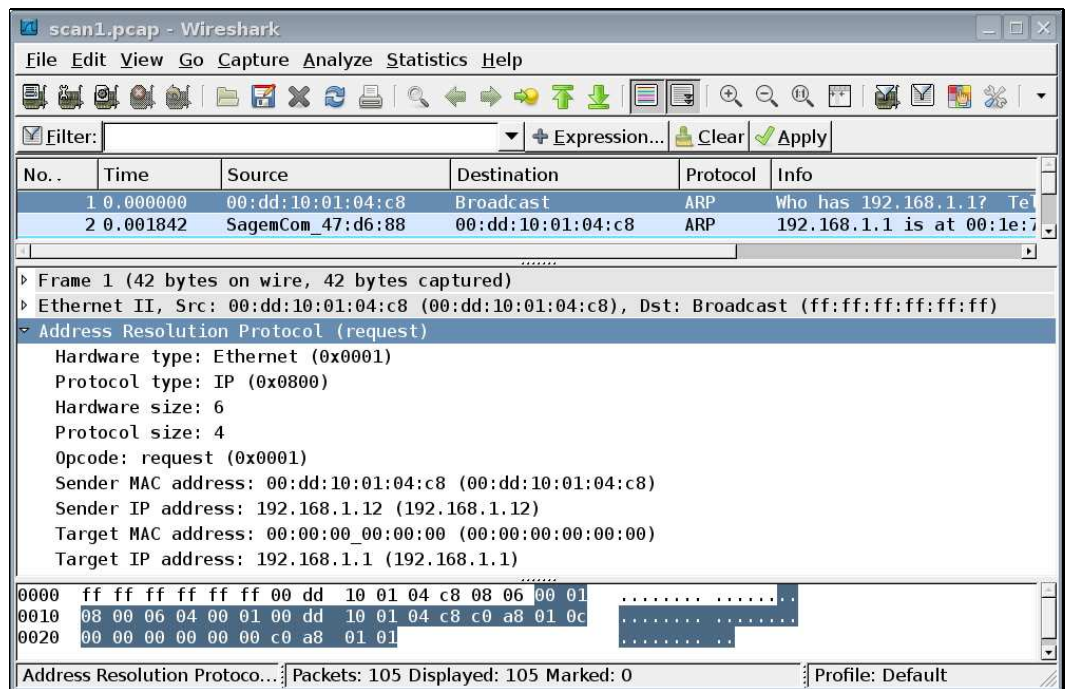 scan1.pcap - Wireshark
File Edit View Go Capture Analyze Statistics Help
Filter: Expression... Clear Apply
No. . Time Source Destination Protocol Info
1 0.000000 00:dd:10:01:04:c8 Broadcast ARP Who has 192.168.1.1? Tel
2 0.001842 SagemCom_47:d6:88 00:dd:10:01:04:c8 ARP 192.168.1.1 is at 00:1e:7
Frame 1 (42 bytes on wire, 42 bytes captured)
Ethernet II, Src: 00:dd:10:01:04:c8 (00:dd:10:01:04:c8), Dst: Broadcast (ff:ff:ff:ff:ff:ff)
Address Resolution Protocol (request)
Hardware type: Ethernet (0x0001)
Protocol type: IP (0x0800)
Hardware size: 6
Protocol size: 4
Opcode: request (0x0001)
Sender MAC address: 00:dd:10:01:04:c8 (00:dd:10:01:04:c8)
Sender IP address: 192.168.1.12 (192.168.1.12)
Target MAC address: 00:00:00_00:00:00 (00:00:00:00:00:00)
Target IP address: 192.168.1.1 (192.168.1.1)
0000 ff ff ff ff ff ff 00 dd 10 01 04 c8 08 06 00 01 ........ ........
0010 08 00 06 04 00 01 00 dd 10 01 04 c8 c0 a8 01 0c ........ ........
0020 00 00 00 00 00 00 c0 a8 01 01 ........ ..
Address Resolution Protoco... Packets: 105 Displayed: 105 Marked: 0 Profile: Default